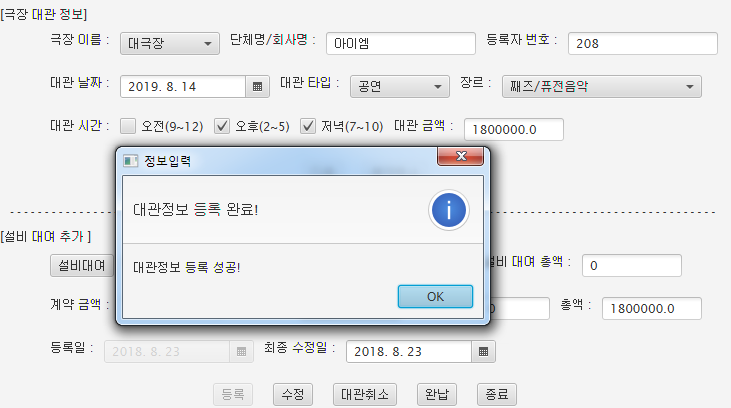 [극장 대관 정보]
극장 이름 : 대극장 단체명/회사명 : 아이엠 등록자 번호 : 208
대관 날짜 : 2019. 8. 14 대관 타입 : 공연 장르 : 째즈/퓨전음악
대관 시간 : 오전(9~12) 오후(2~5) 저녁(7~10) 대관 금액 : 1800000.0
정보입력
대관정보 등록 완료!
[설비 대여 추가 ]
대관정보 등록 성공!
설비대여 설비 대여 총액 : 0
OK
계약 금액 : 0 총액 : 1800000.0
등록일 : 2018. 8. 23 최종 수정일 : 2018. 8. 23
등록 수정 대관취소 완납 종료